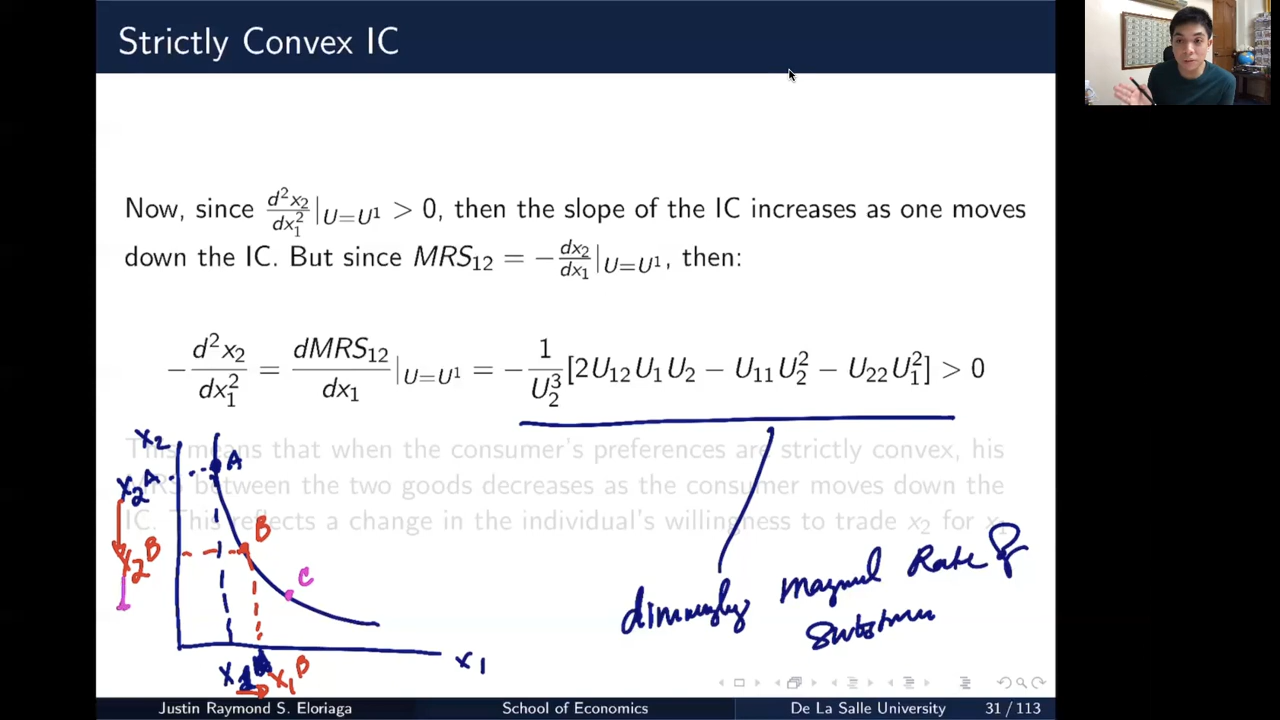 Strictly Convex IC
Now, since d²x₂/dx₁² |U=U¹ > 0, then the slope of the IC increases as one moves
down the IC. But since MRS₁₂ = −dx₂/dx₁ |U=U¹, then:
−d²x₂/dx₁² = dMRS₁₂/dx₁ |U=U¹ = −1/U₂³ [2U₁₂U₁U₂ − U₁₁U₂² − U₂₂U₁²] > 0
This means that when the consumer's preferences are strictly convex, his
between the two goods decreases as the consumer moves down the
IC. This reflects a change in the individual's willingness to trade x₂ for x₁
x₂
A
x₂ᴬ
B
x₂ᴮ
C
x₁ᴮ
x₁
Rate of
Justin Raymond S. Eloriaga School of Economics De La Salle University 31 / 113